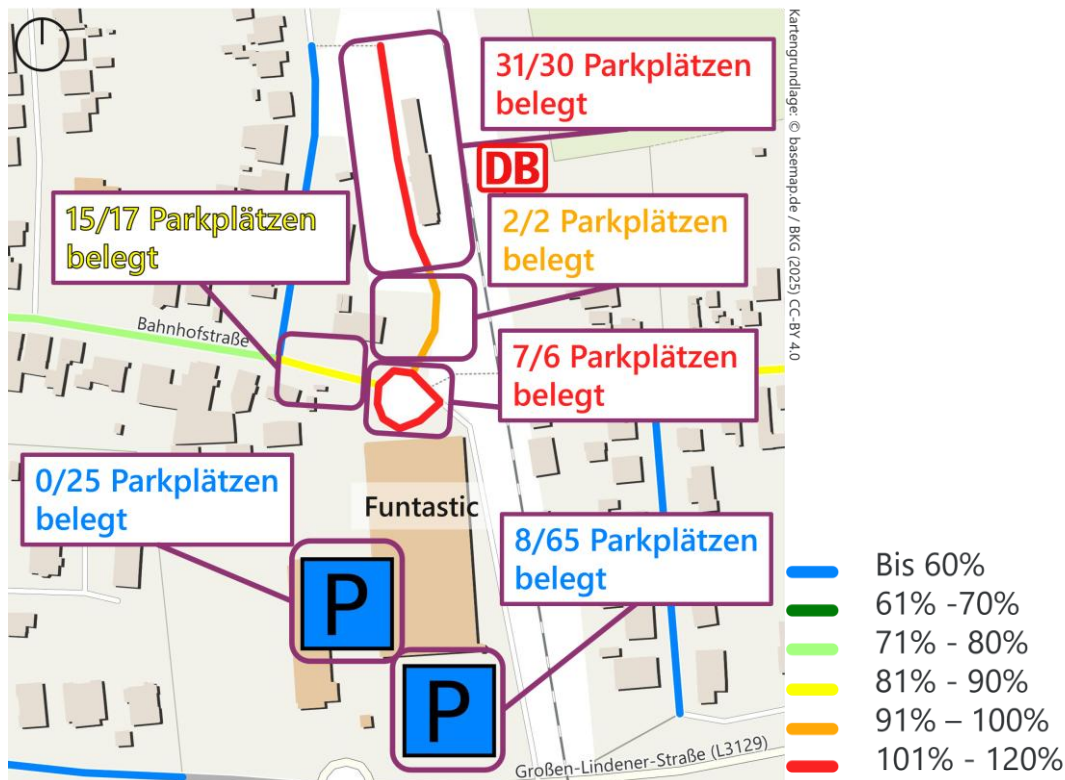 31/30 Parkplätzen
belegt
DB
15/17 Parkplätzen
belegt
2/2 Parkplätzen
belegt
Bahnhofstraße
7/6 Parkplätzen
belegt
0/25 Parkplätzen
belegt
Funtastic
8/65 Parkplätzen
belegt
P
P
Großen-Lindener-Straße (L3129)
Kartengrundlage: © basemap.de / BKG (2025) CC-BY 4.0
Bis 60%
61% -70%
71% - 80%
81% - 90%
91% – 100%
101% - 120%